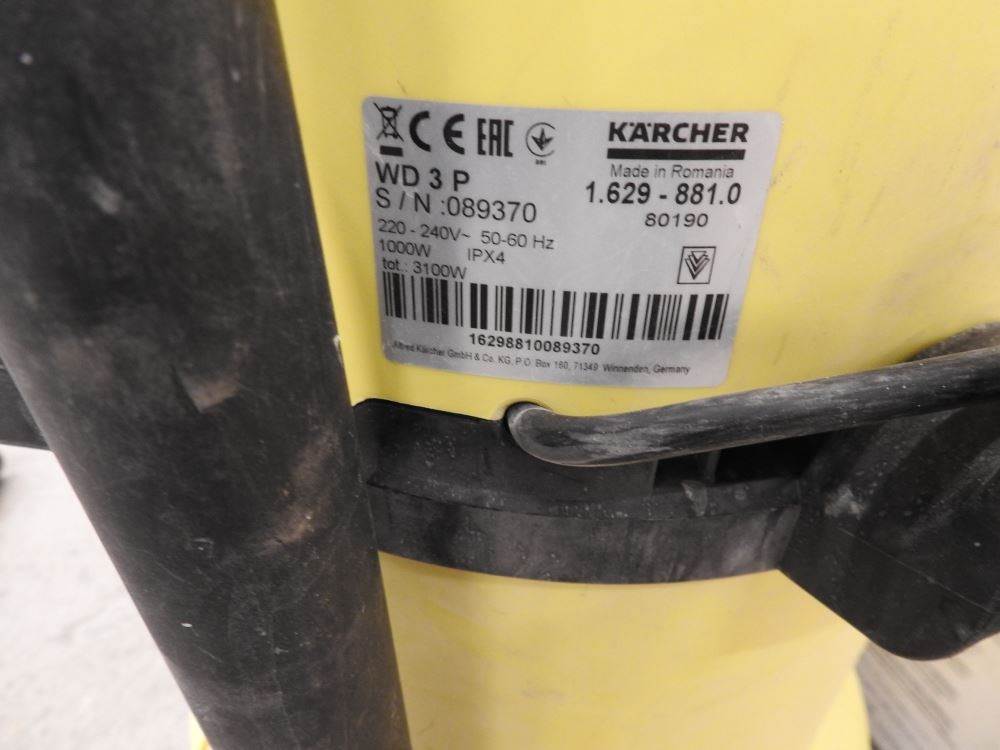 CE EAC
WD 3 P
S / N :089370
220 - 240V~ 50-60 Hz
1000W IPX4
tot.: 3100W
KÄRCHER
Made in Romania
1.629 - 881.0
80190
16298810089370
Alfred Kärcher GmbH & Co. KG, P.O. Box 160, 71349 Winnenden, Germany